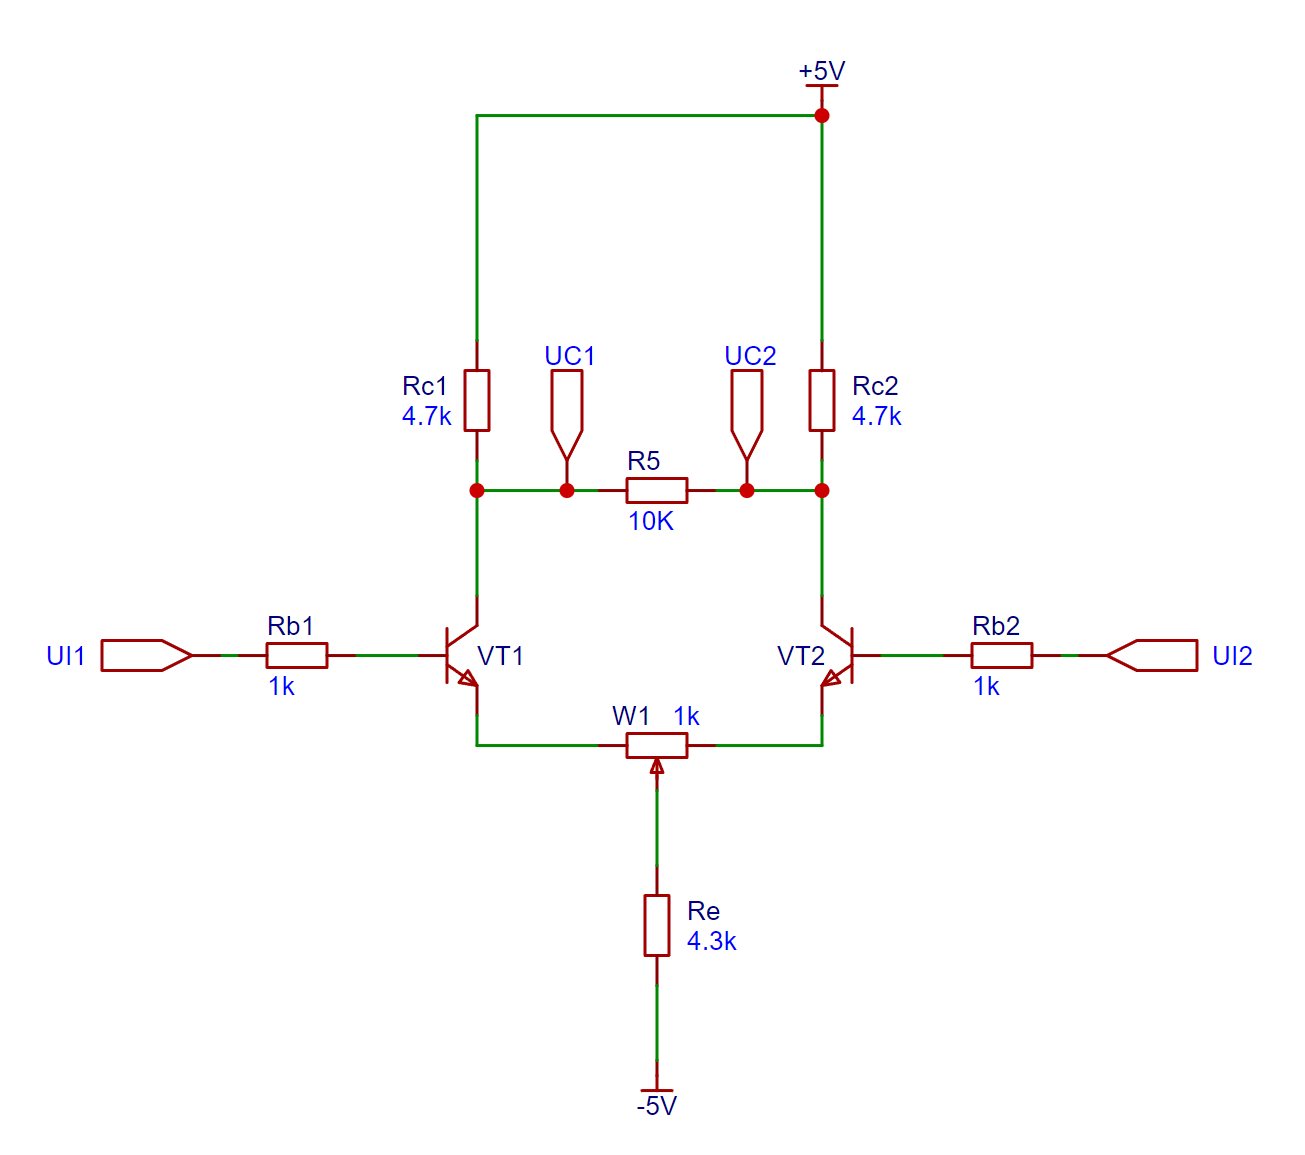 +5V
UC1
UC2
Rc1
4.7k
Rc2
4.7k
R5
10K
Rb1
Rb2
UI1
VT1
VT2
UI2
1k
1k
W1 1k
Re
4.3k
-5V